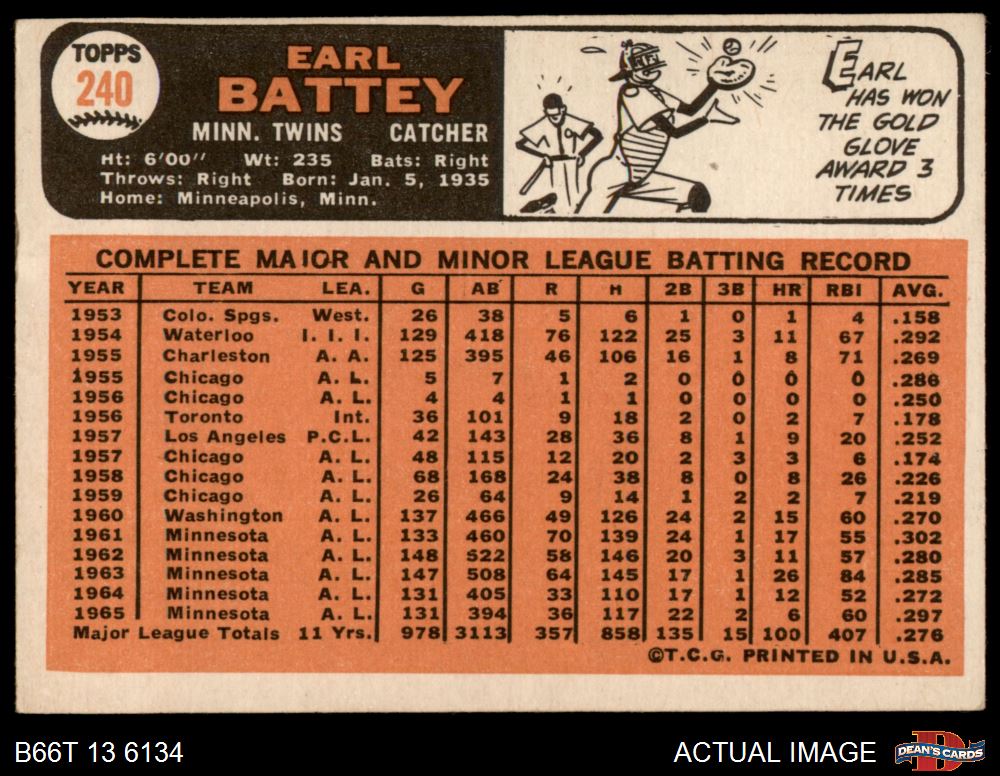 TOPPS
240
EARL
BATTEY
MINN. TWINS CATCHER
Ht: 6'00" Wt: 235 Bats: Right
Throws: Right Born: Jan. 5, 1935
Home: Minneapolis, Minn.
EARL
HAS WON
THE GOLD
GLOVE
AWARD 3
TIMES
COMPLETE MAJOR AND MINOR LEAGUE BATTING RECORD
YEAR TEAM LEA. G AB R H 2B 3B HR RBI AVG.
1953 Colo. Spgs. West. 26 38 5 6 1 0 1 4 .158
1954 Waterloo I. I. I. 129 418 76 122 25 3 11 67 .292
1955 Charleston A. A. 125 395 46 106 16 1 8 71 .269
1955 Chicago A. L. 5 7 1 2 0 0 0 0 .286
1956 Chicago A. L. 4 4 1 1 0 0 0 0 .250
1956 Toronto Int. 36 101 9 18 2 0 2 7 .178
1957 Los Angeles P.C.L. 42 143 28 36 8 1 9 20 .252
1957 Chicago A. L. 48 115 12 20 2 3 3 6 .174
1958 Chicago A. L. 68 168 24 38 8 0 8 26 .226
1959 Chicago A. L. 26 64 9 14 1 2 2 7 .219
1960 Washington A. L. 137 466 49 126 24 2 15 60 .270
1961 Minnesota A. L. 133 460 70 139 24 1 17 55 .302
1962 Minnesota A. L. 148 522 58 146 20 3 11 57 .280
1963 Minnesota A. L. 147 508 64 145 17 1 26 84 .285
1964 Minnesota A. L. 131 405 33 110 17 1 12 52 .272
1965 Minnesota A. L. 131 394 36 117 22 2 6 60 .297
Major League Totals 11 Yrs. 978 3113 357 858 135 15 100 407 .276
©T.C.G. PRINTED IN U.S.A.
B66T 13 6134
ACTUAL IMAGE
DEAN'S CARDS